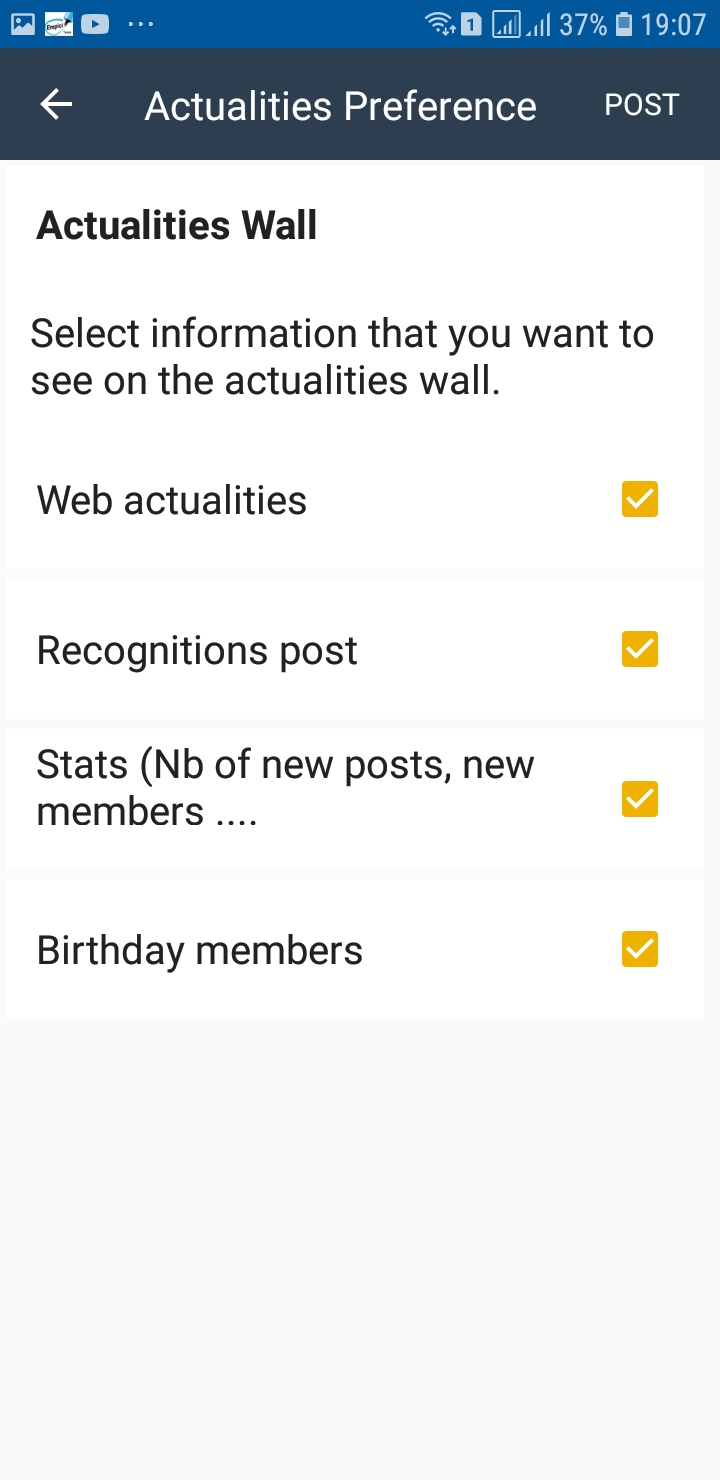 1 37% 19:07
Actualities Preference POST
Actualities Wall
Select information that you want to
see on the actualities wall.
Web actualities
Recognitions post
Stats (Nb of new posts, new
members ....
Birthday members